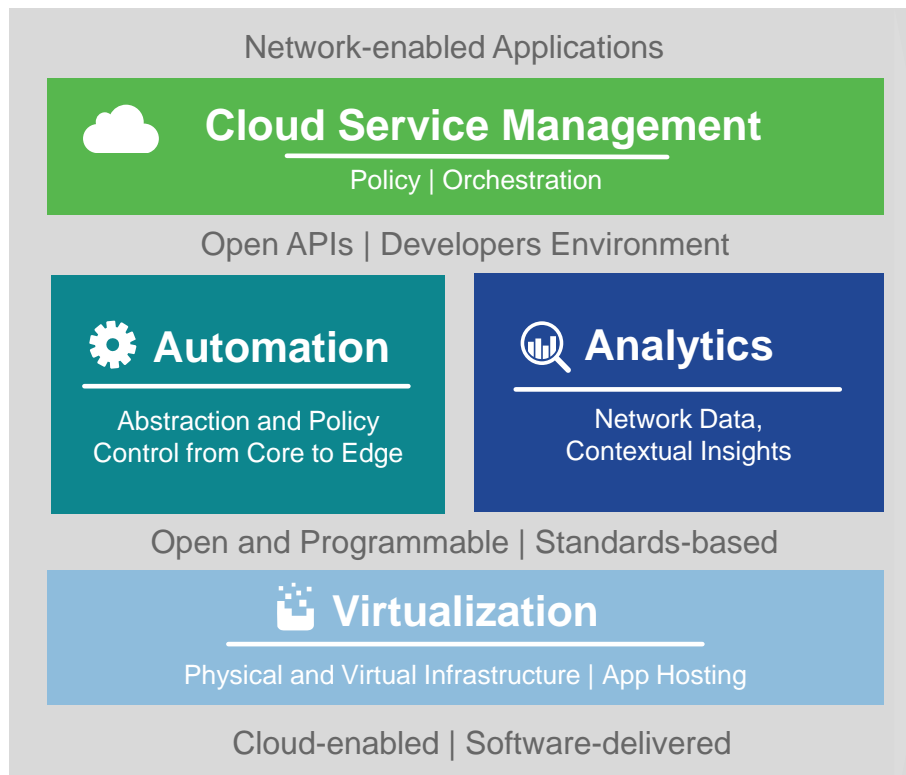 Network-enabled Applications
Cloud Service Management
Policy | Orchestration
Open APIs | Developers Environment
Automation
Abstraction and Policy
Control from Core to Edge
Analytics
Network Data,
Contextual Insights
Open and Programmable | Standards-based
Virtualization
Physical and Virtual Infrastructure | App Hosting
Cloud-enabled | Software-delivered